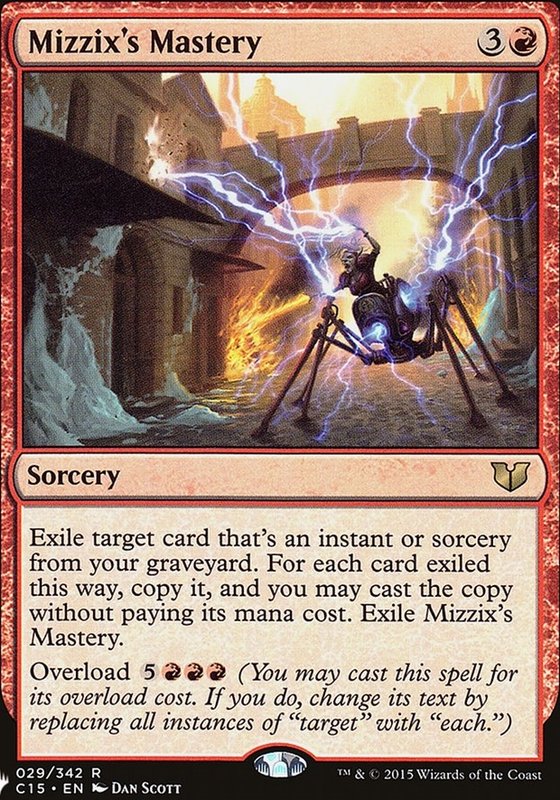 Mizzix's Mastery 3
Sorcery
Exile target card that's an instant or sorcery
from your graveyard. For each card exiled
this way, copy it, and you may cast the copy
without paying its mana cost. Exile Mizzix's
Mastery.
Overload 5 (You may cast this spell for
its overload cost. If you do, change its text by
replacing all instances of “target” with “each.”)
029/342 R
C15 • EN Dan Scott
™ & © 2015 Wizards of the Coast